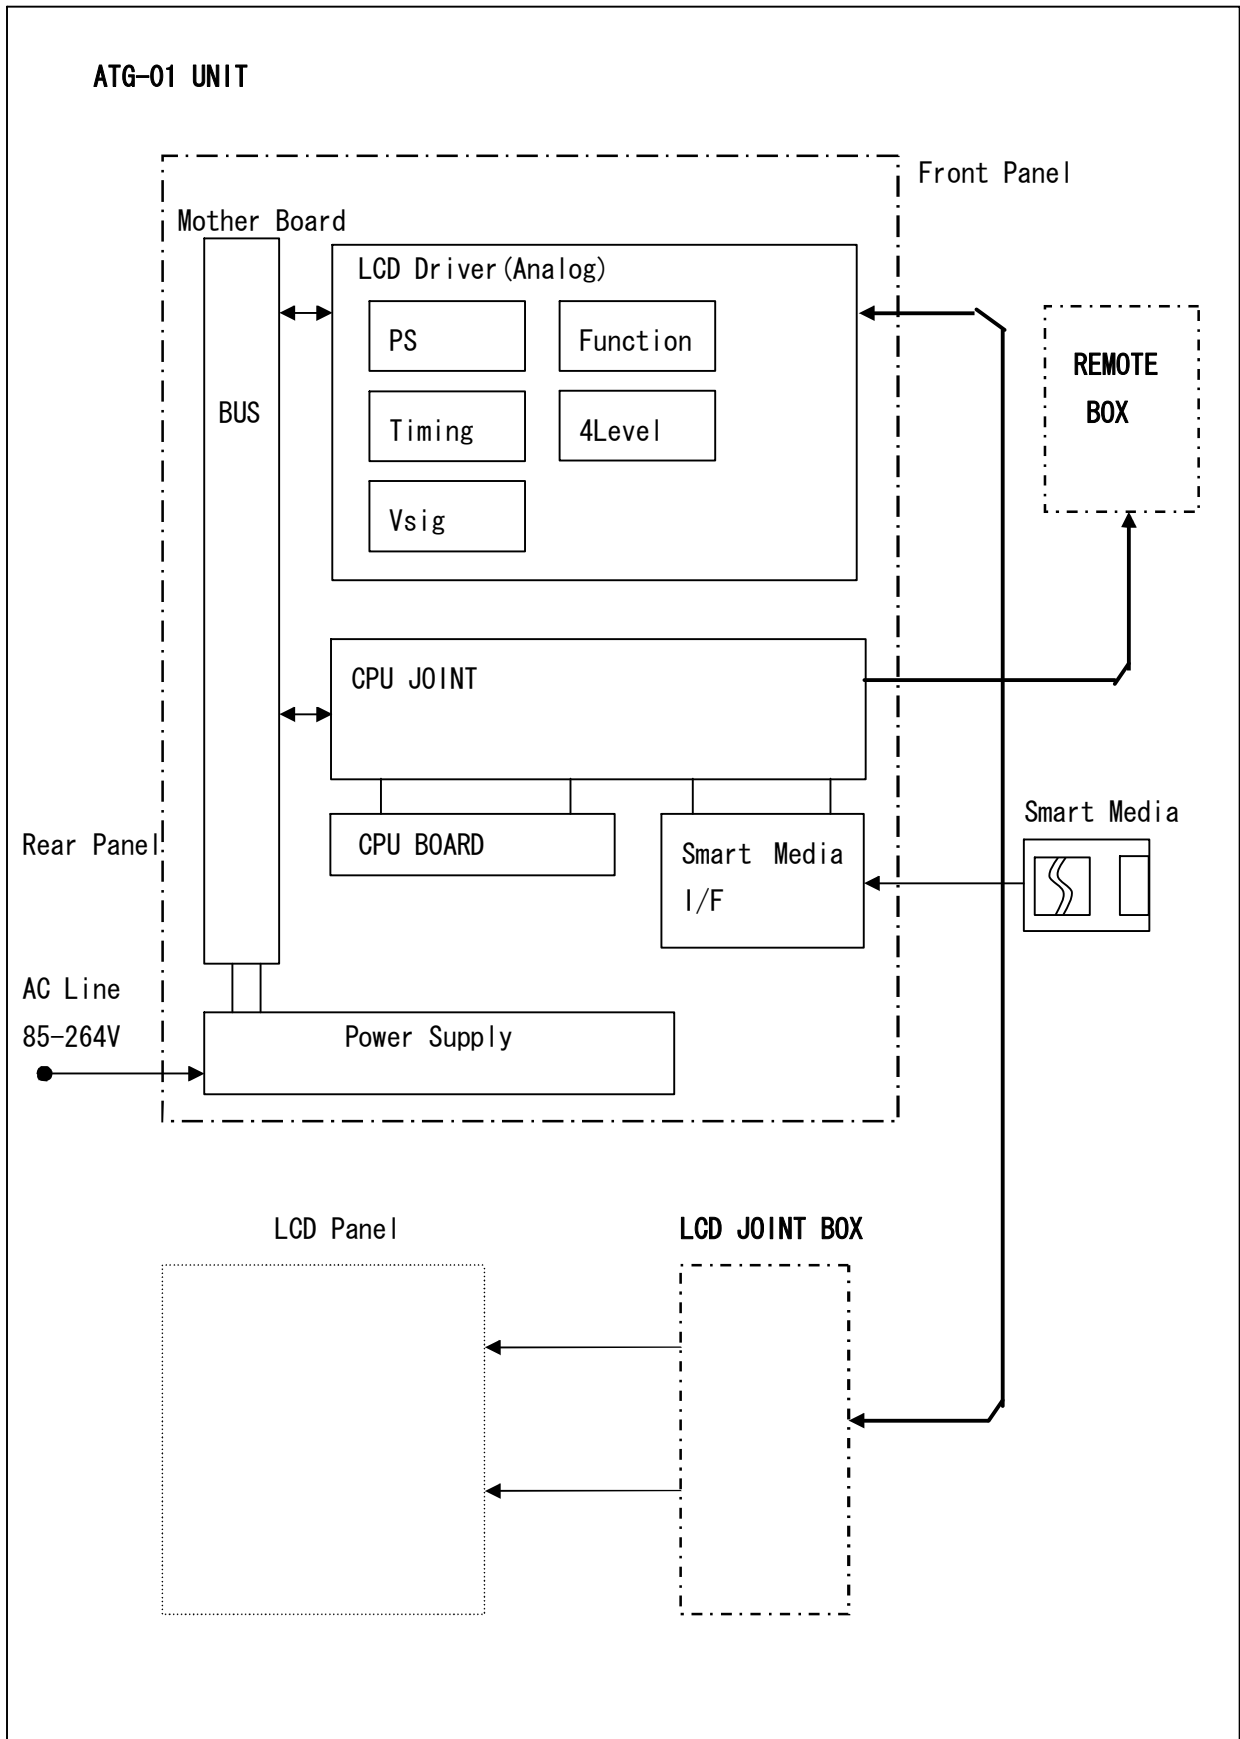 ATG-01 UNIT
Front Panel
Mother Board
LCD Driver(Analog)
PS
Function
REMOTE
BOX
BUS
Timing
4Level
Vsig
CPU JOINT
Smart Media
Rear Panel
CPU BOARD
Smart Media
I/F
AC Line
85-264V
Power Supply
LCD Panel
LCD JOINT BOX